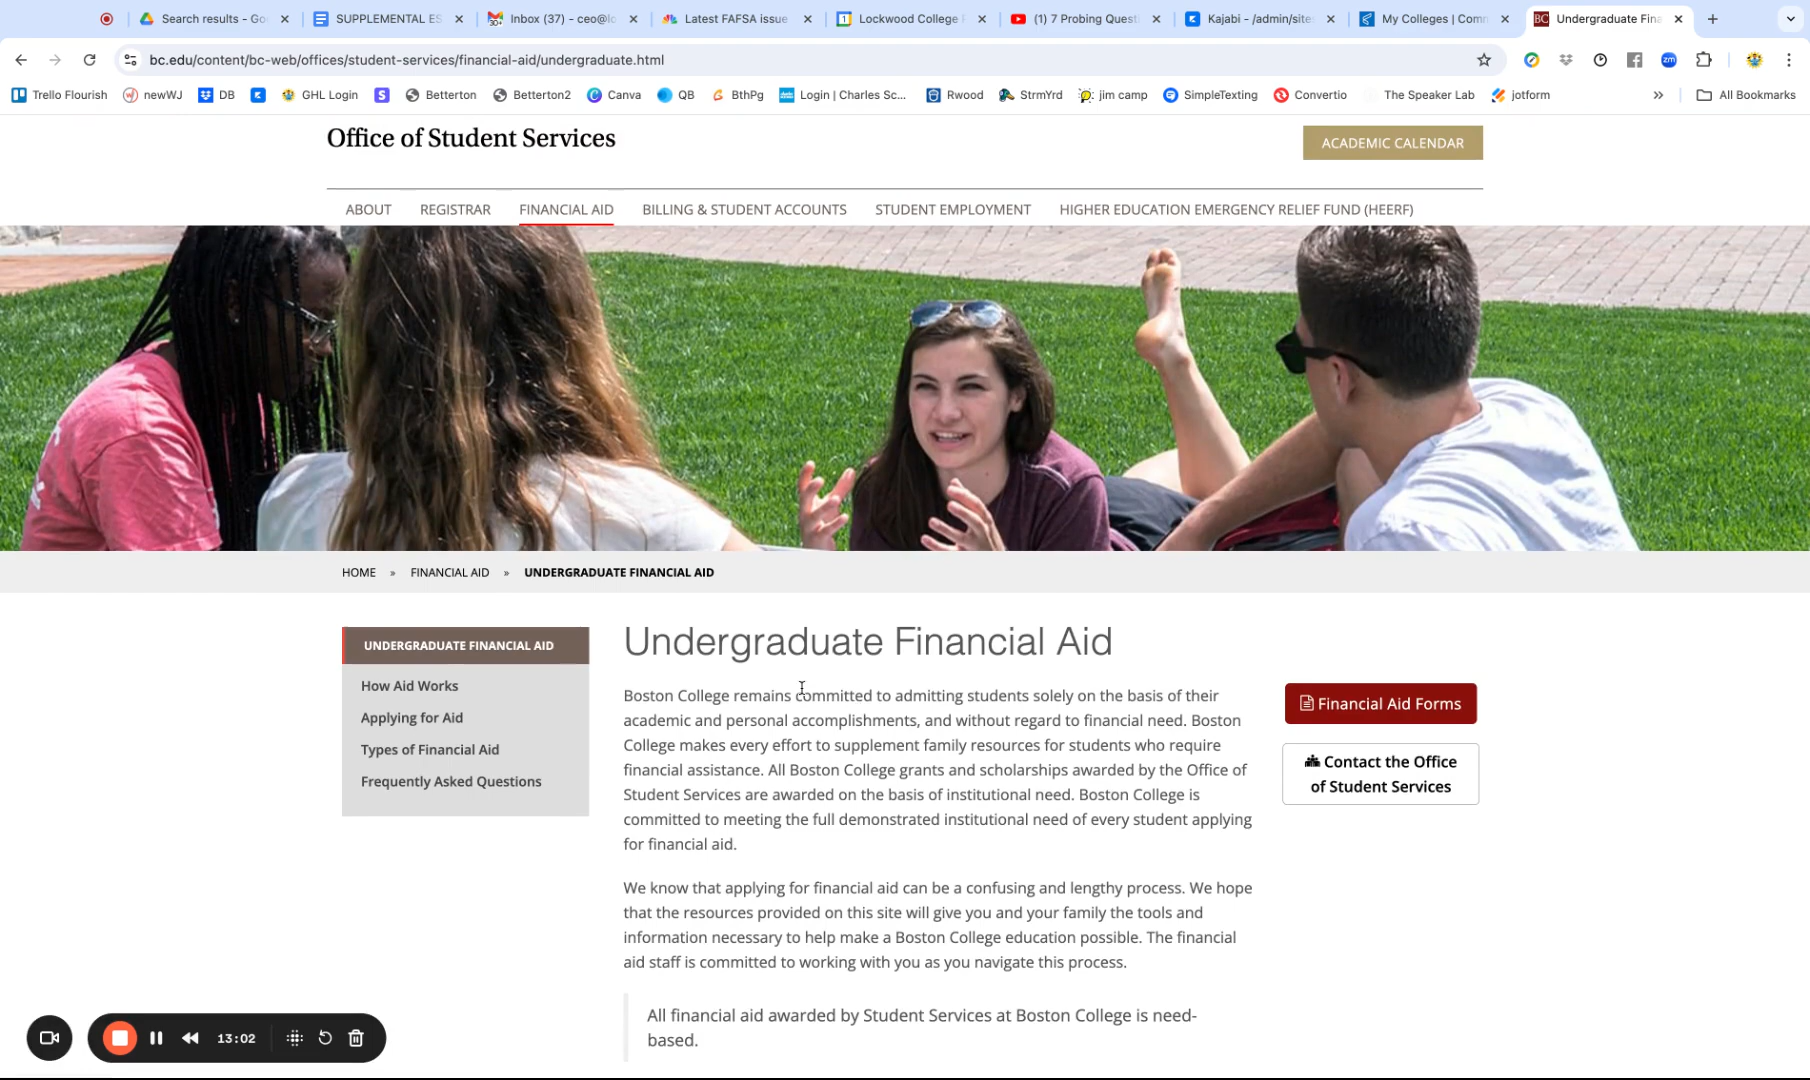 Search results - Go
SUPPLEMENTAL ES
Inbox (37) - ceo@lo
Latest FAFSA issue
Lockwood College P
(1) 7 Probing Quest
Kajabi - /admin/site
My Colleges | Comm
BC
Undergraduate Fina
bc.edu/content/bc-web/offices/student-services/financial-aid/undergraduate.html
Trello Flourish
newWJ
DB
GHL Login
Betterton
Betterton2
Canva
QB
BthPg
Login | Charles Sc...
Rwood
StrmYrd
jim camp
SimpleTexting
Convertio
The Speaker Lab
jotform
»
All Bookmarks
Office of Student Services
ACADEMIC CALENDAR
ABOUT
REGISTRAR
FINANCIAL AID
BILLING & STUDENT ACCOUNTS
STUDENT EMPLOYMENT
HIGHER EDUCATION EMERGENCY RELIEF FUND (HEERF)
HOME » FINANCIAL AID » UNDERGRADUATE FINANCIAL AID
UNDERGRADUATE FINANCIAL AID
How Aid Works
Applying for Aid
Types of Financial Aid
Frequently Asked Questions
Undergraduate Financial Aid
Boston College remains committed to admitting students solely on the basis of their
academic and personal accomplishments, and without regard to financial need. Boston
College makes every effort to supplement family resources for students who require
financial assistance. All Boston College grants and scholarships awarded by the Office of
Student Services are awarded on the basis of institutional need. Boston College is
committed to meeting the full demonstrated institutional need of every student applying
for financial aid.
We know that applying for financial aid can be a confusing and lengthy process. We hope
that the resources provided on this site will give you and your family the tools and
information necessary to help make a Boston College education possible. The financial
aid staff is committed to working with you as you navigate this process.
All financial aid awarded by Student Services at Boston College is need-
based.
Financial Aid Forms
Contact the Office
of Student Services
13:02